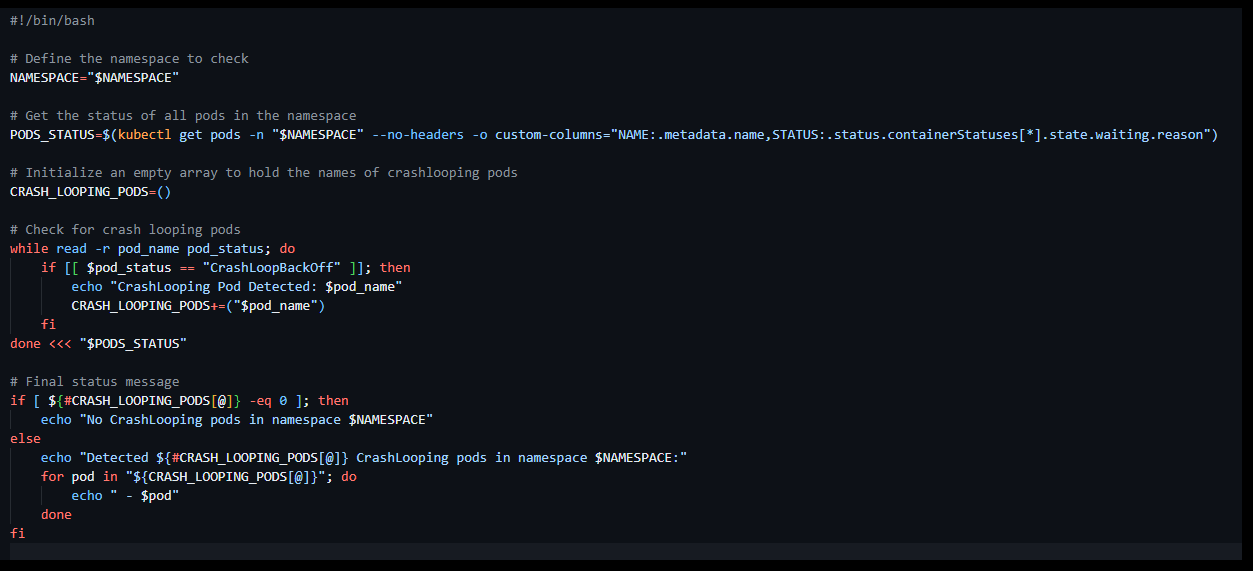 #!/bin/bash
# Define the namespace to check
NAMESPACE="$NAMESPACE"
# Get the status of all pods in the namespace
PODS_STATUS=$(kubectl get pods -n "$NAMESPACE" --no-headers -o custom-columns="NAME:.metadata.name,STATUS:.status.containerStatuses[*].state.waiting.reason")
# Initialize an empty array to hold the names of crashlooping pods
CRASH_LOOPING_PODS=()
# Check for crash looping pods
while read -r pod_name pod_status; do
    if [[ $pod_status == "CrashLoopBackOff" ]]; then
        echo "CrashLooping Pod Detected: $pod_name"
        CRASH_LOOPING_PODS+=("$pod_name")
    fi
done <<< "$PODS_STATUS"
# Final status message
if [ ${#CRASH_LOOPING_PODS[@]} -eq 0 ]; then
    echo "No CrashLooping pods in namespace $NAMESPACE"
else
    echo "Detected ${#CRASH_LOOPING_PODS[@]} CrashLooping pods in namespace $NAMESPACE:"
    for pod in "${CRASH_LOOPING_PODS[@]}"; do
        echo " - $pod"
    done
fi